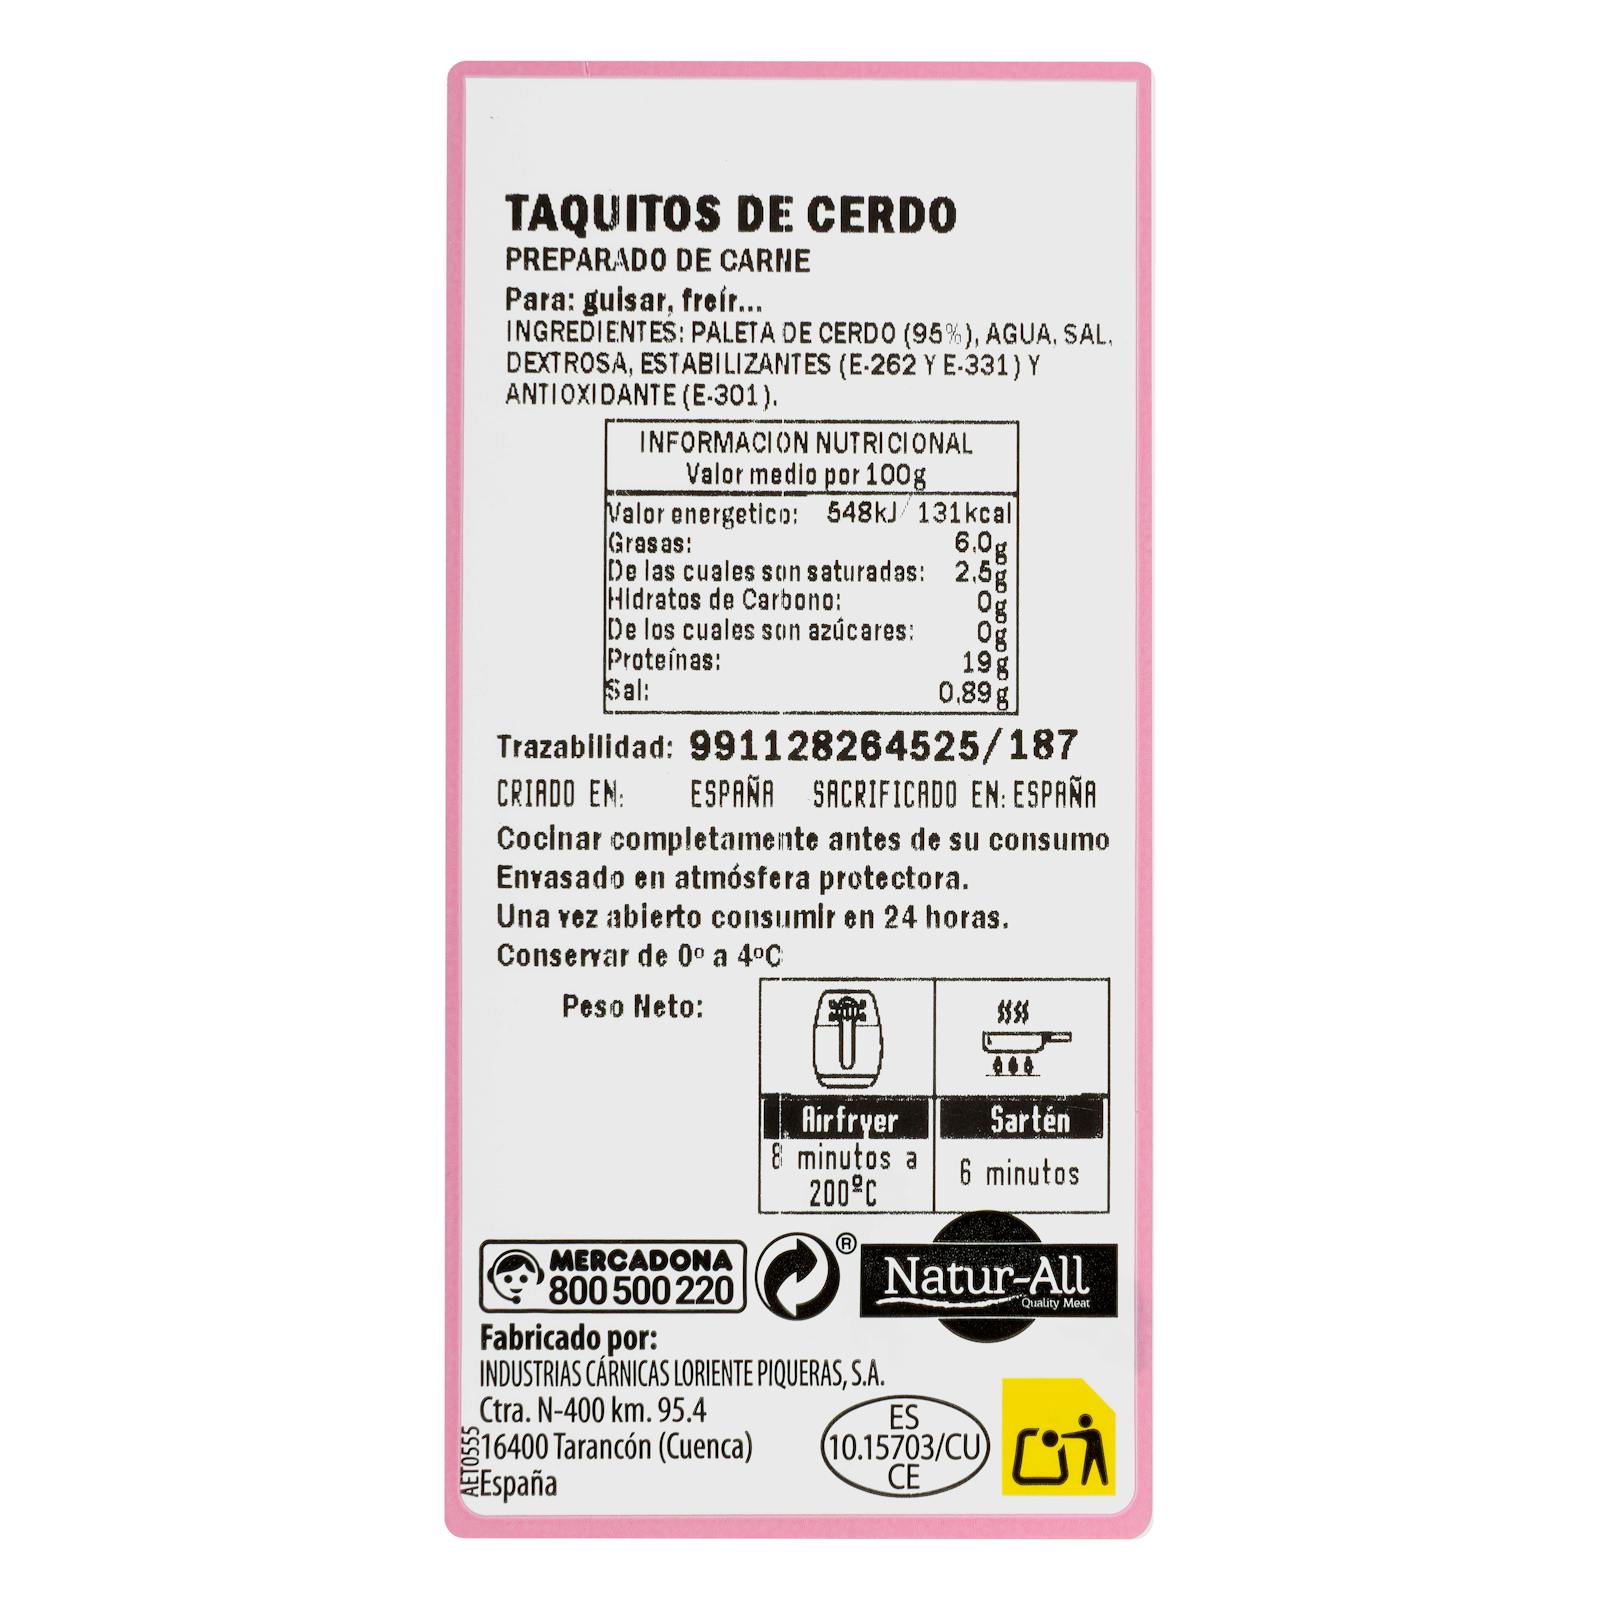 TAQUITOS DE CERDO
PREPARADO DE CARNE
Para: guisar, freír...
INGREDIENTES: PALETA DE CERDO (95%), AGUA, SAL,
DEXTROSA, ESTABILIZANTES (E-262 Y E-331) Y
ANTIOXIDANTE (E-301).
INFORMACION NUTRICIONAL
Valor medio por 100g
Valor energetico: 548kJ/131kcal
Grasas: 6,0g
De las cuales son saturadas: 2,5g
Hidratos de Carbono: 0g
De los cuales son azúcares: 0g
Proteínas: 19g
Sal: 0,89g
Trazabilidad: 991128264525/187
CRIADO EN: ESPAÑA SACRIFICADO EN: ESPAÑA
Cocinar completamente antes de su consumo
Envasado en atmósfera protectora.
Una vez abierto consumir en 24 horas.
Conservar de 0º a 4ºC
Peso Neto:
Airfryer
8 minutos a
200ºC
Sartén
6 minutos
MERCADONA
800 500 220
®
Natur-All
Quality Meat
Fabricado por:
INDUSTRIAS CÁRNICAS LORIENTE PIQUERAS, S.A.
Ctra. N-400 km. 95.4
16400 Tarancón (Cuenca)
España
AET0555
ES
10.15703/CU
CE